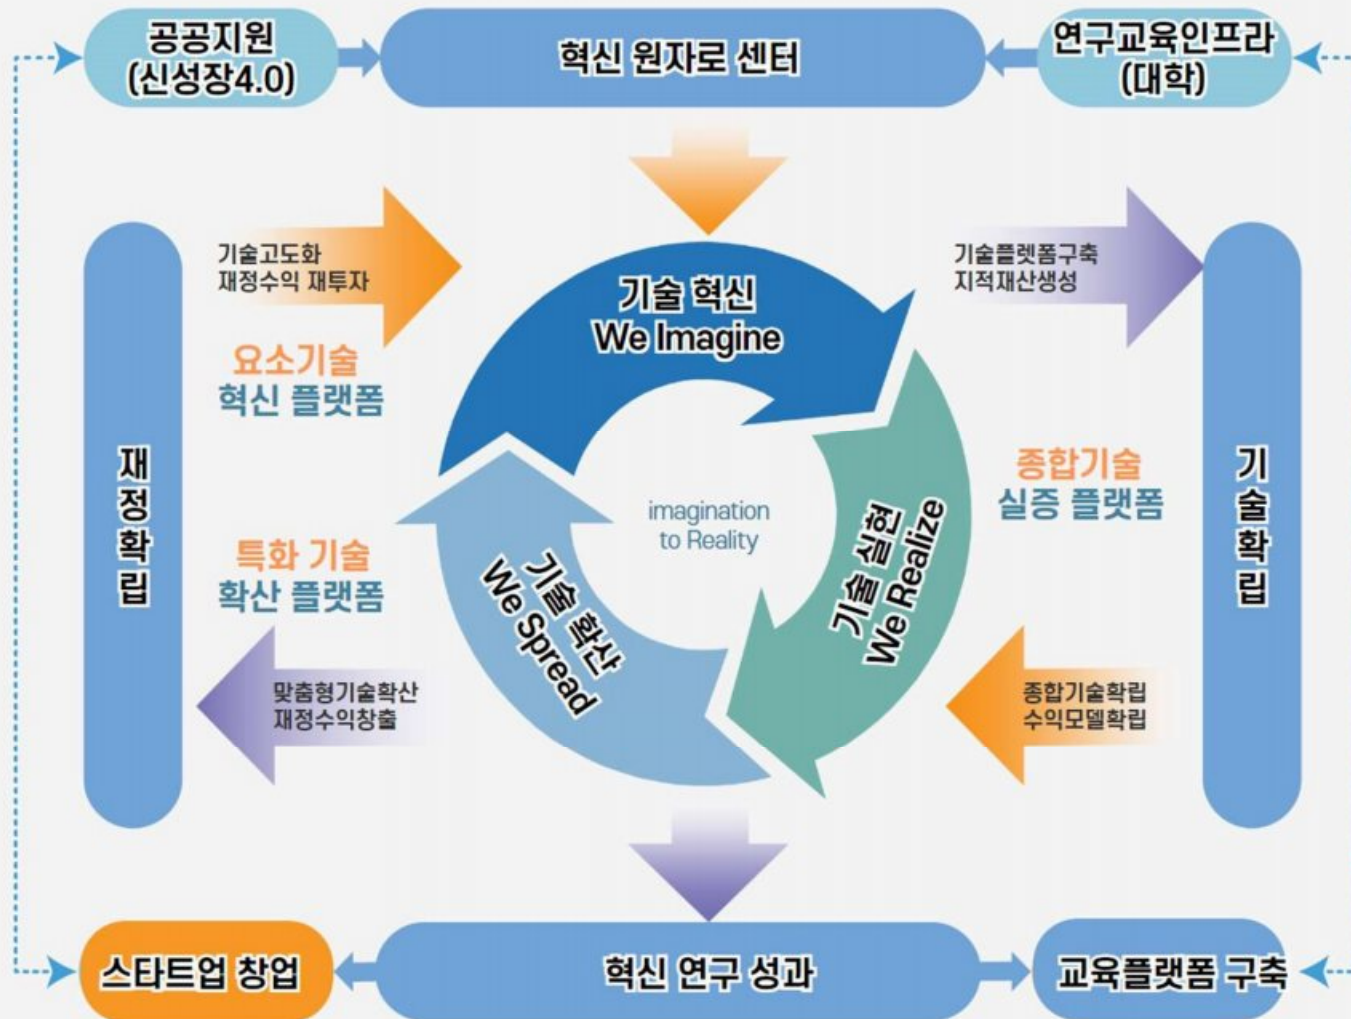 공공지원
(신성장4.0)
혁신 원자로 센터
연구교육인프라
(대학)
기술고도화
재정수익 재투자
기술 혁신
We Imagine
기술플렛폼구축
지적재산생성
요소기술
혁신 플랫폼
재정확립
imagination
to Reality
종합기술
실증 플랫폼
기술확립
특화 기술
확산 플랫폼
기술 확산
We Spread
기술 실현
We Realize
맞춤형기술확산
재정수익창출
종합기술확립
수익모델확립
스타트업 창업
혁신 연구 성과
교육플랫폼 구축